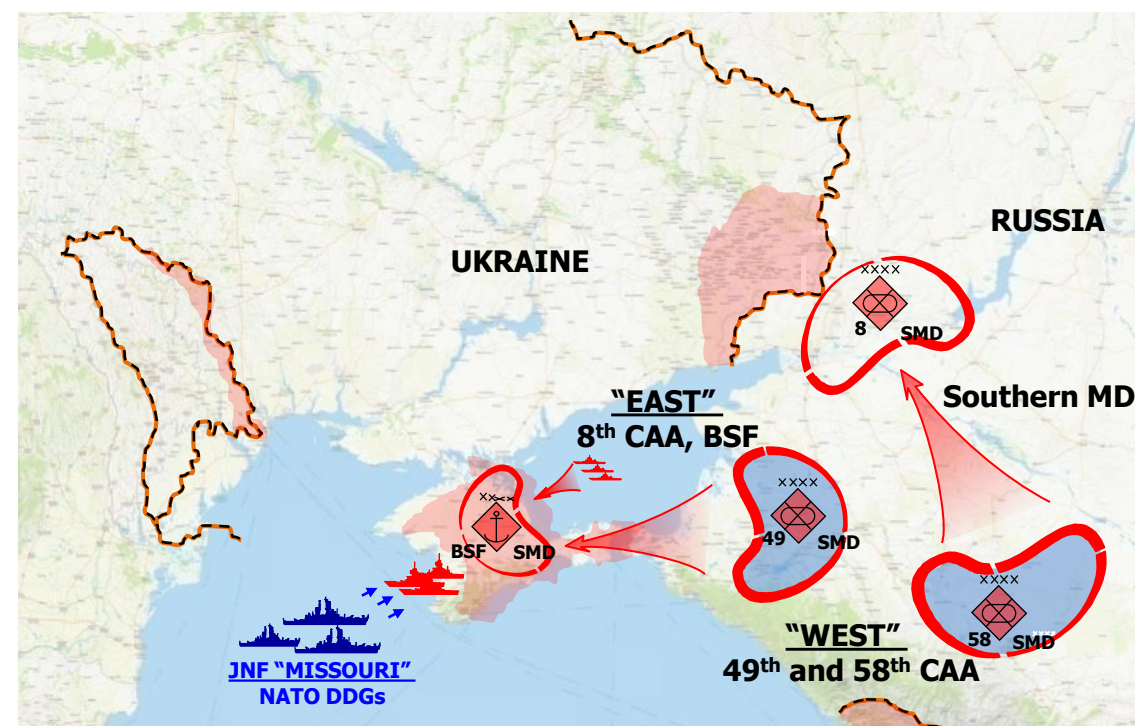 RUSSIA
UKRAINE
XXXX
8 SMD
Southern MD
“EAST”
8th CAA, BSF
XXXX
BSF SMD
XXXX
49 SMD
XXXX
58 SMD
“WEST”
49th and 58th CAA
JNF “MISSOURI”
NATO DDGs